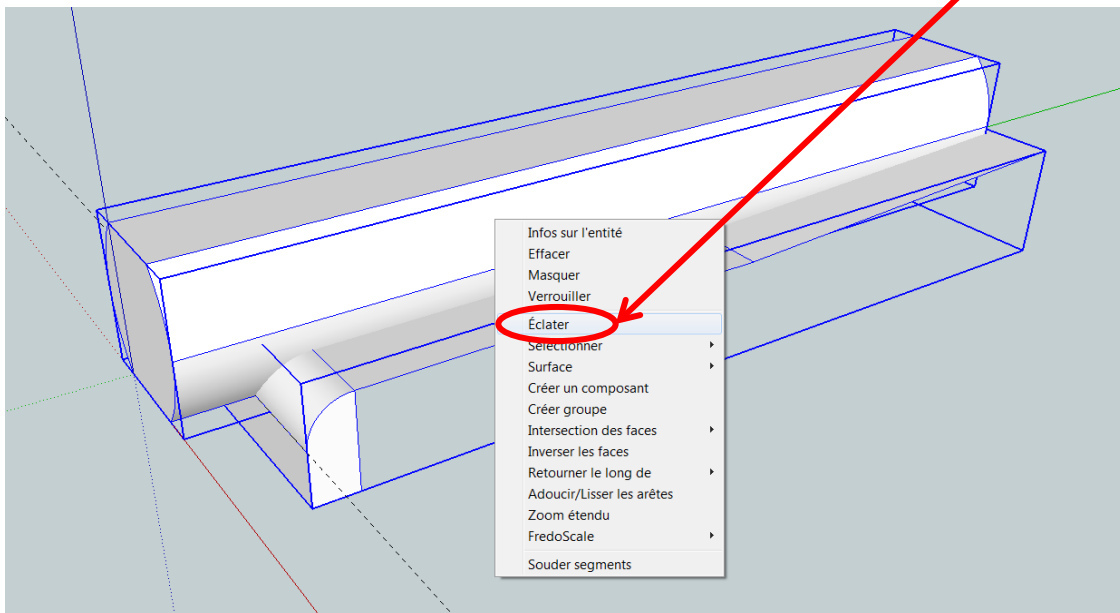 Infos sur l'entité
Effacer
Masquer
Verrouiller
Éclater
Sélectionner
Surface
Créer un composant
Créer groupe
Intersection des faces
Inverser les faces
Retourner le long de
Adoucir/Lisser les arêtes
Zoom étendu
FredoScale
Souder segments